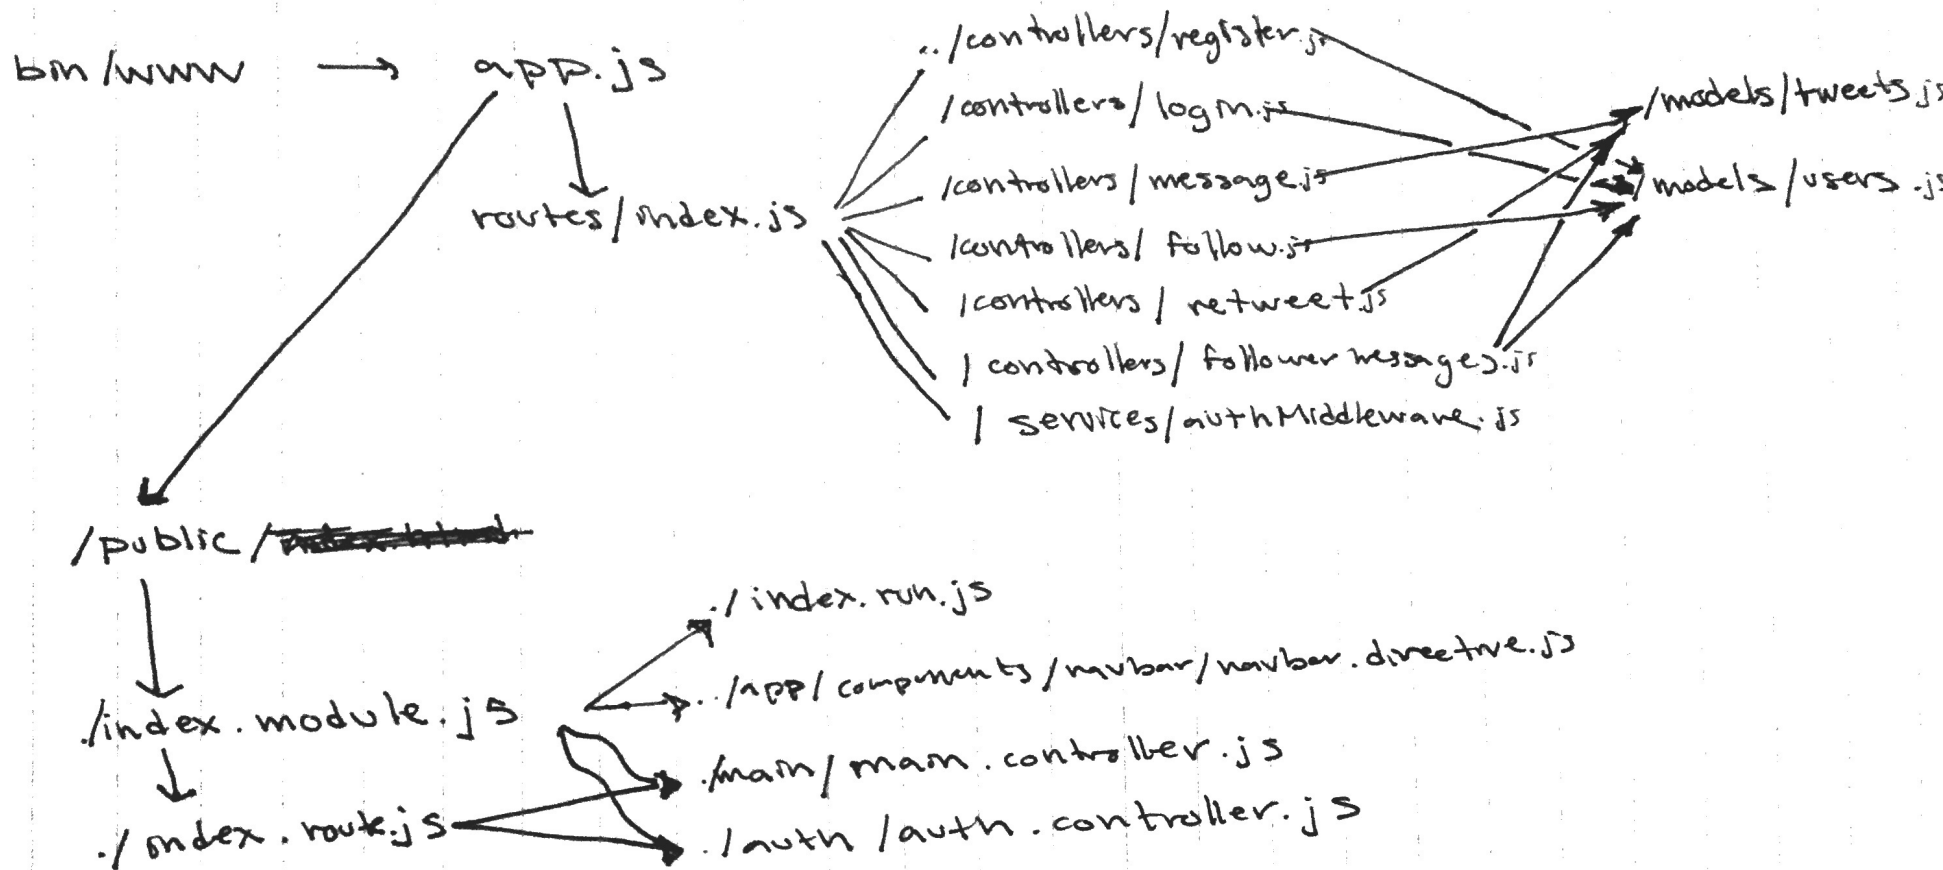 bin/www
app.js
routes/index.js
../controllers/register.js
/controllers/login.js
/controllers/message.js
/controllers/follow.js
/controllers/retweet.js
/controllers/follower messages.js
/services/authMiddleware.js
/models/tweets.js
/models/users.js
/public/
./index.module.js
./index.route.js
./index.run.js
../app/components/navbar/navbar.directive.js
./main/main.controller.js
./auth/auth.controller.js